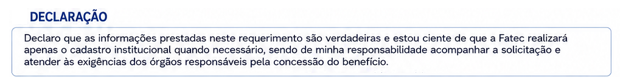 DECLARAÇÃO
Declaro que as informações prestadas neste requerimento são verdadeiras e estou ciente de que a Fatec realizará
apenas o cadastro institucional quando necessário, sendo de minha responsabilidade acompanhar a solicitação e
atender às exigências dos órgãos responsáveis pela concessão do benefício.